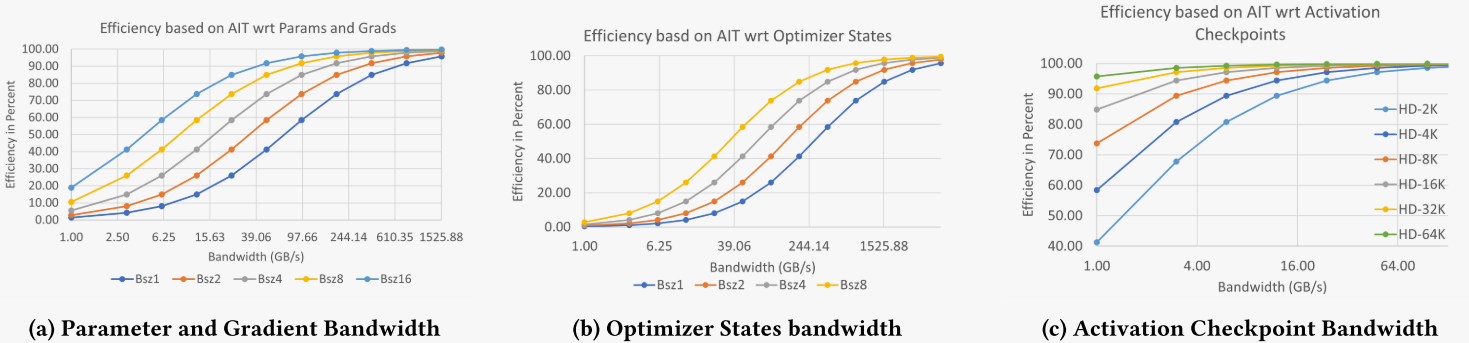 Efficiency based on AIT wrt Params and Grads
Efficiency in Percent
100.00
90.00
80.00
70.00
60.00
50.00
40.00
30.00
20.00
10.00
0.00
1.00 2.50 6.25 15.63 39.06 97.66 244.14 610.35 1525.88
Bandwidth (GB/s)
Bsz1 Bsz2 Bsz4 Bsz8 Bsz16
(a) Parameter and Gradient Bandwidth
Efficiency basd on AIT wrt Optimizer States
Efficiency in Percent
100.00
80.00
60.00
40.00
20.00
0.00
1.00 6.25 39.06 244.14 1525.88
Bandwidth (GB/s)
Bsz1 Bsz2 Bsz4 Bsz8
(b) Optimizer States bandwidth
Efficiency based on AIT wrt Activation
Checkpoints
Efficiency in Percent
100.00
90.00
80.00
70.00
60.00
50.00
40.00
HD-2K
HD-4K
HD-8K
HD-16K
HD-32K
HD-64K
1.00 4.00 16.00 64.00
Bandwidth (GB/s)
(c) Activation Checkpoint Bandwidth